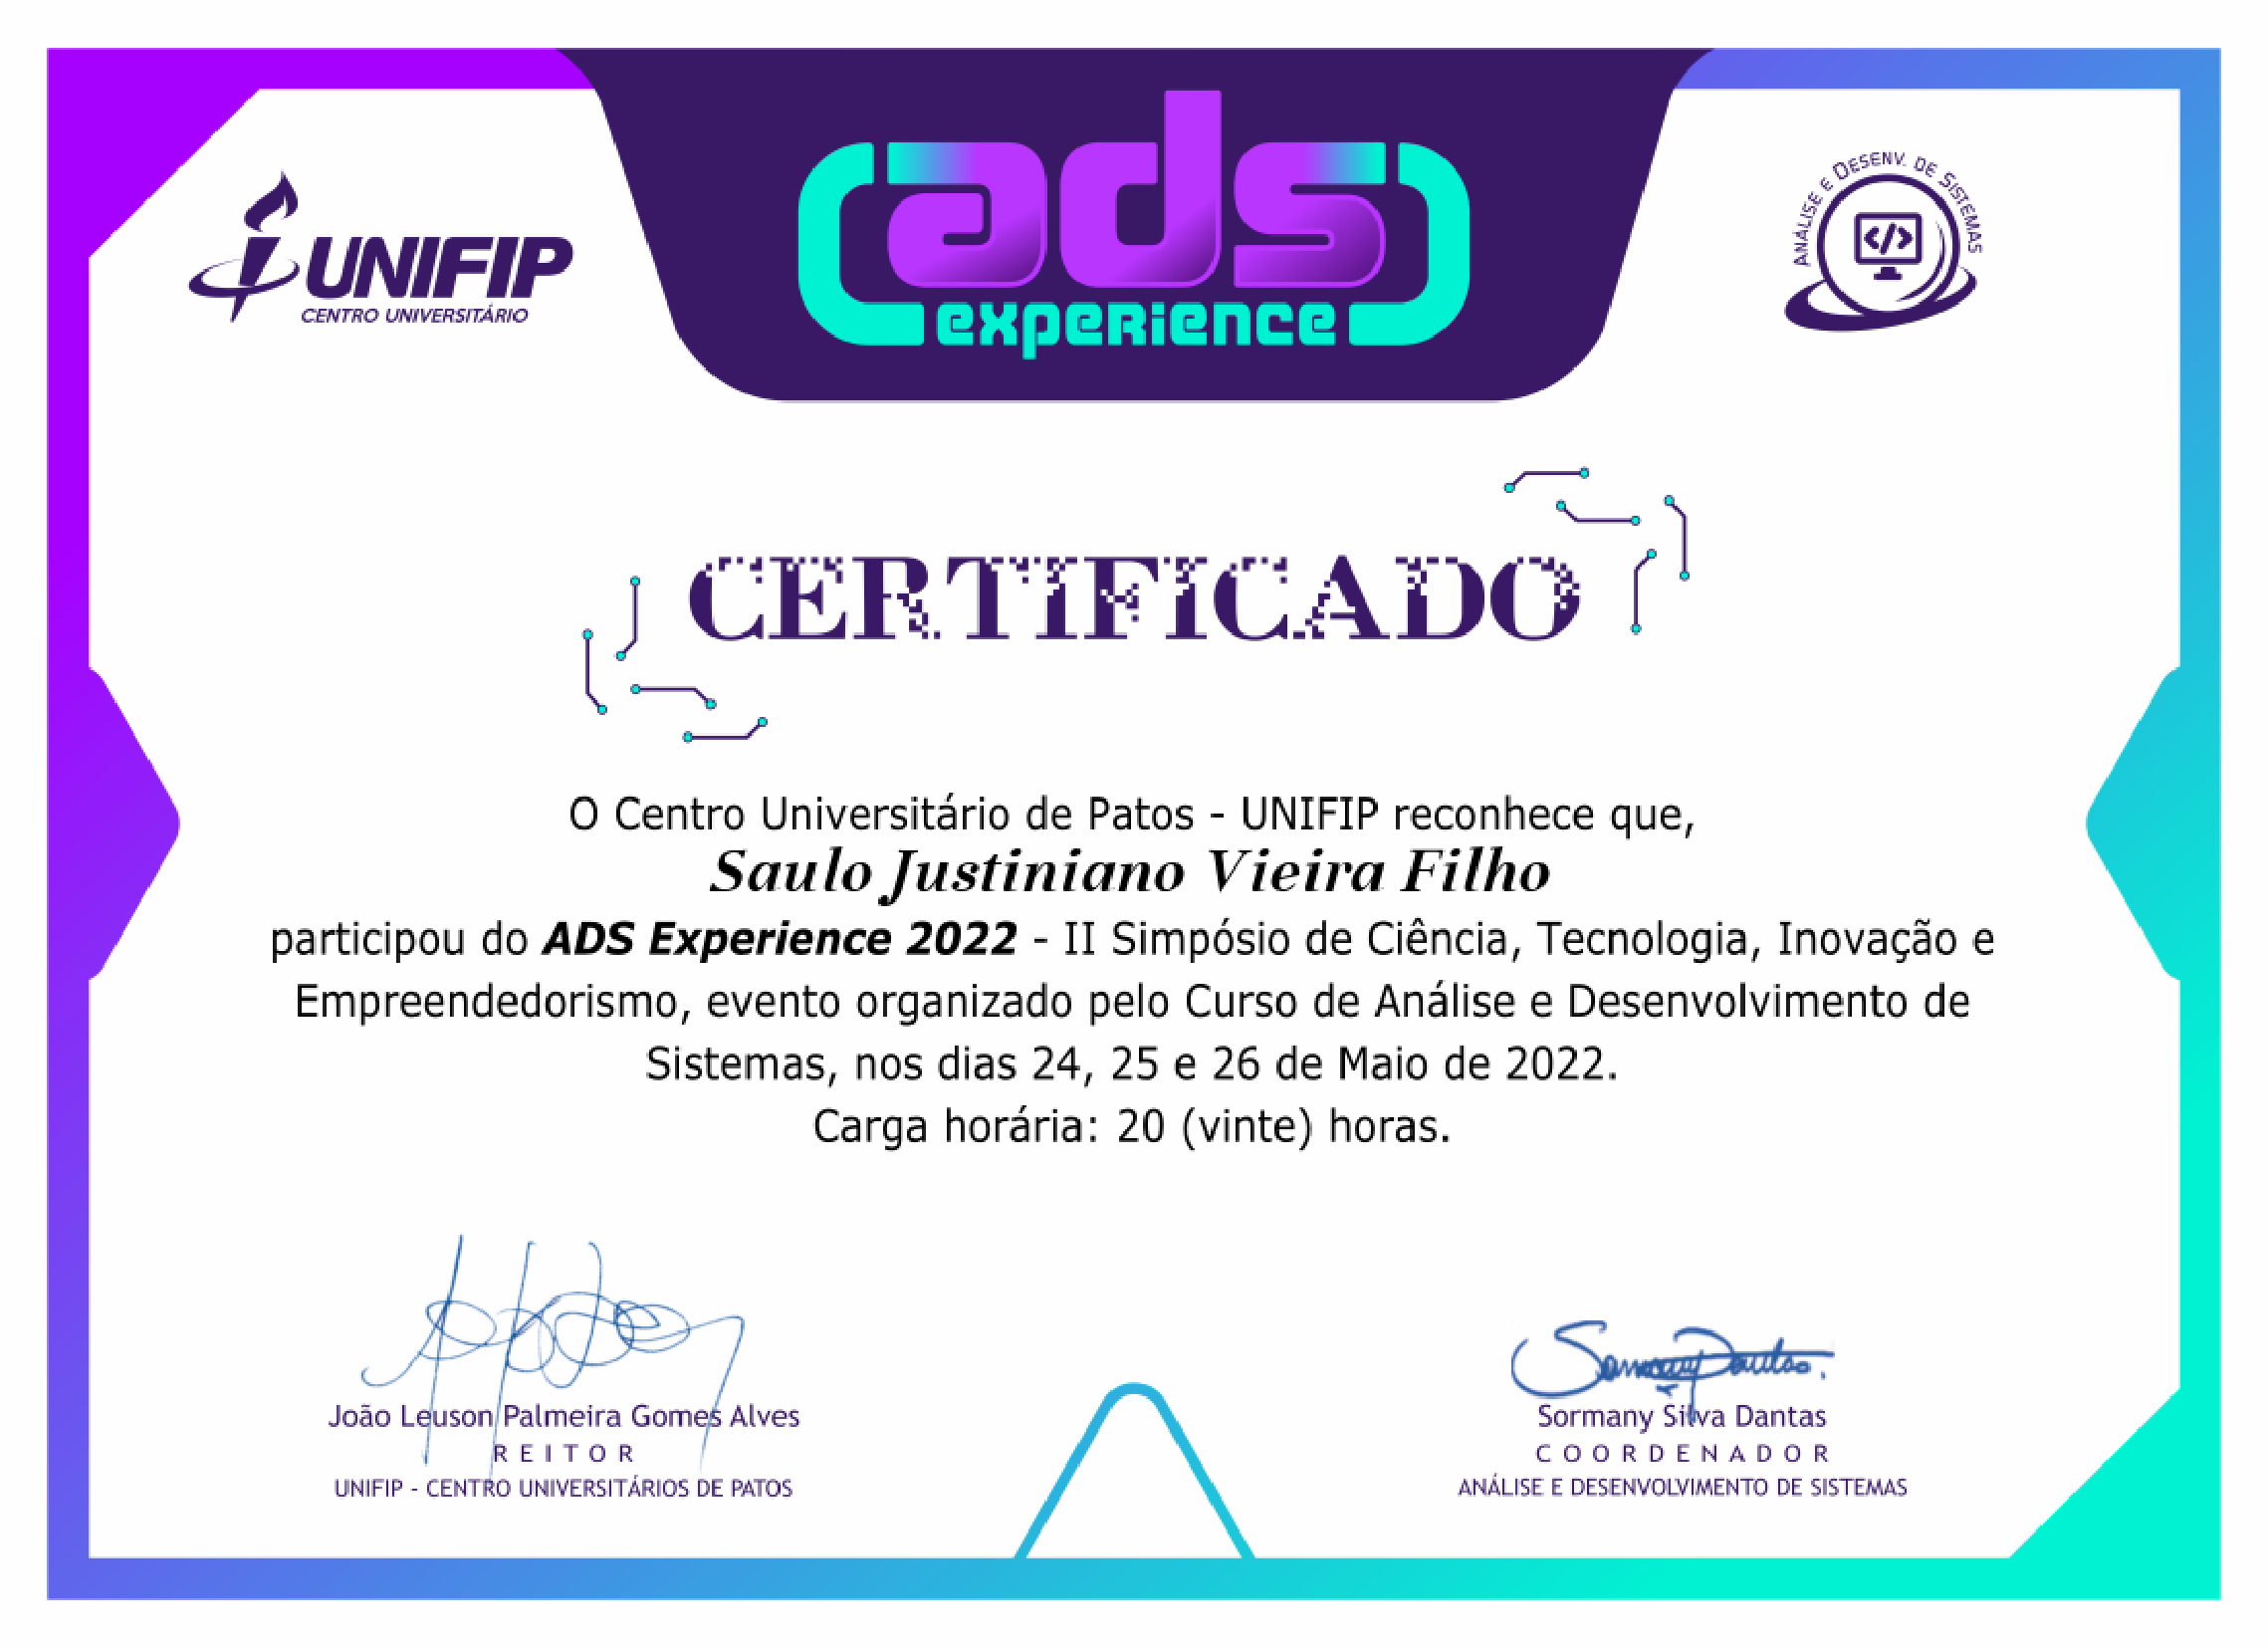 UNIFIP
CENTRO UNIVERSITÁRIO
ads
experience
ANÁLISE E DESENV. DE SISTEMAS
</>
CERTIFICADO
O Centro Universitário de Patos - UNIFIP reconhece que,
Saulo Justiniano Vieira Filho
participou do ADS Experience 2022 - II Simpósio de Ciência, Tecnologia, Inovação e
Empreendedorismo, evento organizado pelo Curso de Análise e Desenvolvimento de
Sistemas, nos dias 24, 25 e 26 de Maio de 2022.
Carga horária: 20 (vinte) horas.
Sormany Dantas
João Leuson Palmeira Gomes Alves
REITOR
UNIFIP - CENTRO UNIVERSITÁRIOS DE PATOS
Sormany Silva Dantas
COORDENADOR
ANÁLISE E DESENVOLVIMENTO DE SISTEMAS